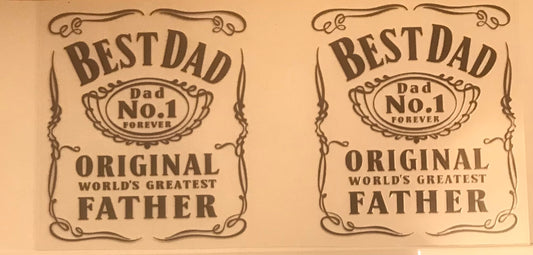 BEST DAD
Dad
No.1
FOREVER
ORIGINAL
WORLD'S GREATEST
FATHER
BEST DAD
Dad
No.1
FOREVER
ORIGINAL
WORLD'S GREATEST
FATHER